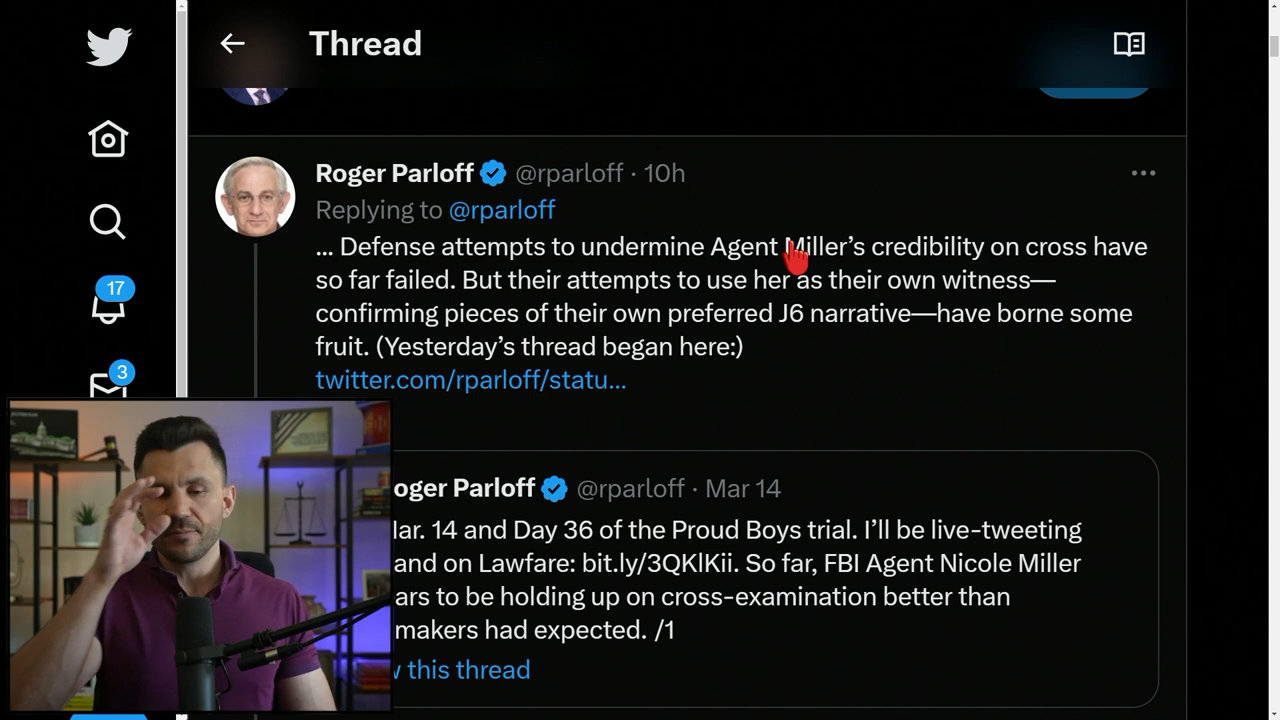 Thread
Roger Parloff @rparloff · 10h
Replying to @rparloff
... Defense attempts to undermine Agent Miller’s credibility on cross have
so far failed. But their attempts to use her as their own witness—
confirming pieces of their own preferred J6 narrative—have borne some
fruit. (Yesterday’s thread began here:)
twitter.com/rparloff/statu...
17
3
oger Parloff @rparloff · Mar 14
ar. 14 and Day 36 of the Proud Boys trial. I’ll be live-tweeting
and on Lawfare: bit.ly/3QKlKii. So far, FBI Agent Nicole Miller
ars to be holding up on cross-examination better than
makers had expected. /1
this thread